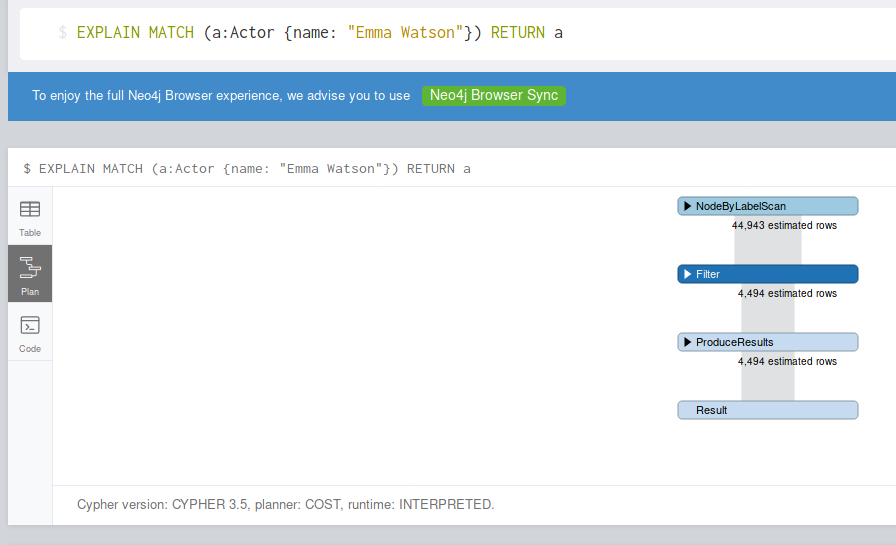 $ EXPLAIN MATCH (a:Actor {name: "Emma Watson"}) RETURN a
To enjoy the full Neo4j Browser experience, we advise you to use Neo4j Browser Sync
$ EXPLAIN MATCH (a:Actor {name: "Emma Watson"}) RETURN a
Table
Plan
Code
NodeByLabelScan
44,943 estimated rows
Filter
4,494 estimated rows
ProduceResults
4,494 estimated rows
Result
Cypher version: CYPHER 3.5, planner: COST, runtime: INTERPRETED.